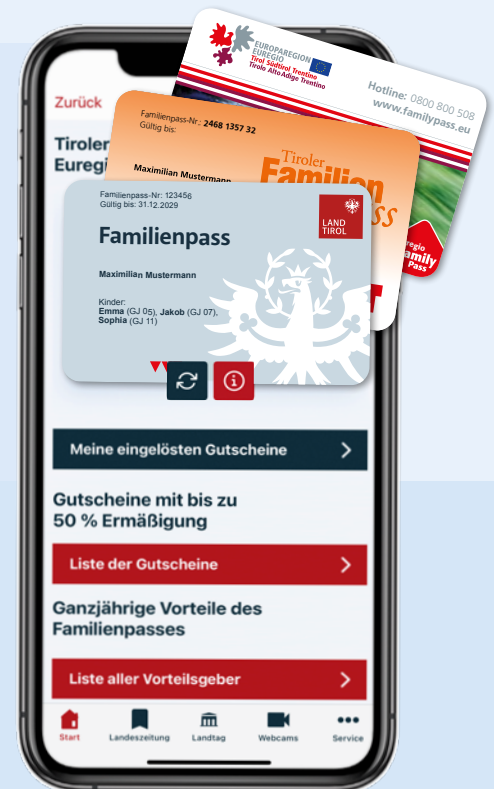 EUROPAREGION
EUREGIO
Tirol Südtirol Trentino
Tirolo AltoAdige Trentino
Hotline: 0800 800 508
www.familypass.eu
Zurück
Familienpass-Nr.: 2468 1357 32
Gültig bis:
Tiroler
Maximilian Mustermann
Tiroler
Familien
Family
Pass
Familienpass-Nr: 123456
Gültig bis: 31.12.2029
LAND
TIROL
Familienpass
Maximilian Mustermann
Kinder:
Emma (GJ 05), Jakob (GJ 07),
Sophia (GJ 11)
Meine eingelösten Gutscheine
Gutscheine mit bis zu
50 % Ermäßigung
Liste der Gutscheine
Ganzjährige Vorteile des
Familienpasses
Liste aller Vorteilsgeber
Start
Landeszeitung
Landtag
Webcams
Service